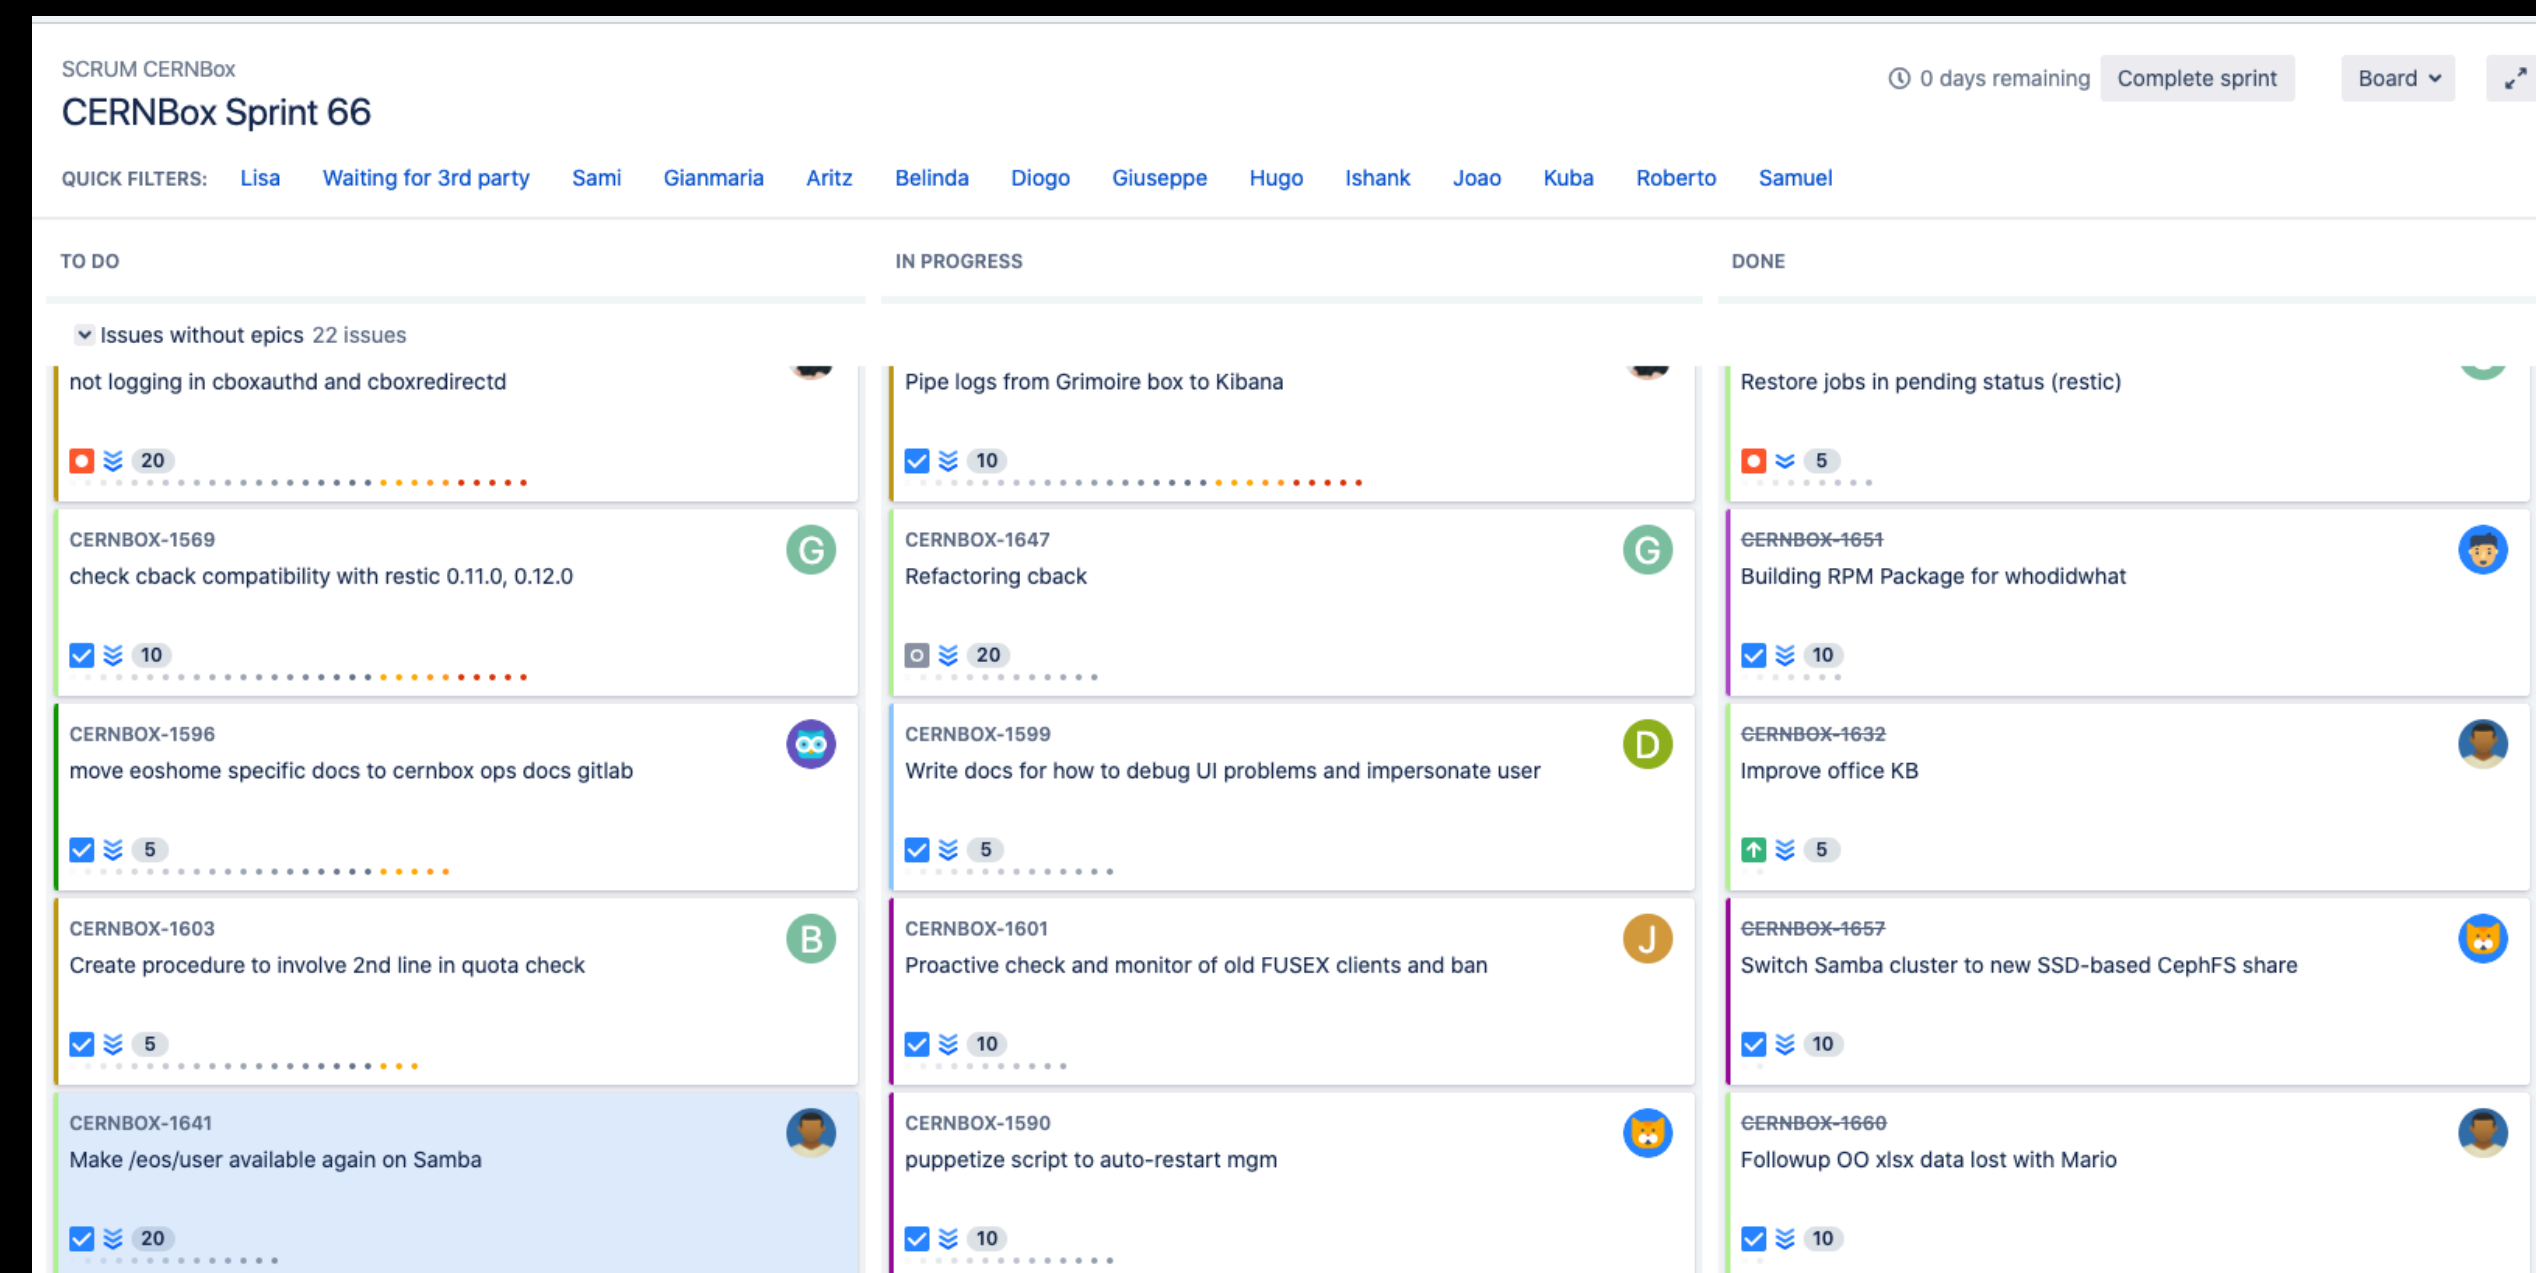 SCRUM CERNBox
CERNBox Sprint 66
0 days remaining Complete sprint Board
QUICK FILTERS: Lisa Waiting for 3rd party Sami Gianmaria Aritz Belinda Diogo Giuseppe Hugo Ishank Joao Kuba Roberto Samuel
TO DO IN PROGRESS DONE
Issues without epics 22 issues
not logging in cboxauthd and cboxredirectd
20
CERNBOX-1569
G
check cback compatibility with restic 0.11.0, 0.12.0
10
CERNBOX-1596
move eoshome specific docs to cernbox ops docs gitlab
5
CERNBOX-1603
B
Create procedure to involve 2nd line in quota check
5
CERNBOX-1641
Make /eos/user available again on Samba
20
Pipe logs from Grimoire box to Kibana
10
CERNBOX-1647
G
Refactoring cback
20
CERNBOX-1599
D
Write docs for how to debug UI problems and impersonate user
5
CERNBOX-1601
J
Proactive check and monitor of old FUSEX clients and ban
10
CERNBOX-1590
puppetize script to auto-restart mgm
10
Restore jobs in pending status (restic)
5
CERNBOX-1651
Building RPM Package for whodidwhat
10
CERNBOX-1632
Improve office KB
5
CERNBOX-1657
Switch Samba cluster to new SSD-based CephFS share
10
CERNBOX-1660
Followup OO xlsx data lost with Mario
10